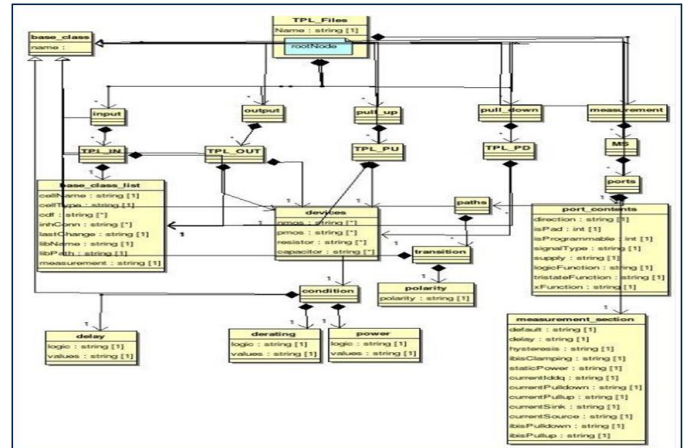 TPL_Files
Name : string [1]
rootNode
base_class
name :
input
output
pull_up
pull_down
measurement
TPL_IN
TPL_OUT
TPL_PU
TPL_PD
MS
ports
base_class_list
cellName : string [1]
cellType : string [1]
cdf : string [*]
inhConn : string [*]
lastChange : string [1]
libName : string [1]
libPath : string [1]
measurement : string [1]
devices
nmos : string [*]
pmos : string [*]
resistor : string [*]
capacitor : string [*]
paths
transition
polarity
polarity : string [1]
port_contents
direction : string [1]
isPad : int [1]
isProgrammable : int [1]
signalType : string [1]
supply : string [1]
logicFunction : string [1]
tristateFunction : string [1]
xFunction : string [1]
condition
delay
logic : string [1]
values : string [1]
derating
logic : string [1]
values : string [1]
power
logic : string [1]
values : string [1]
measurement_section
default : string [1]
delay : string [1]
hysteresis : string [1]
ibisClamping : string [1]
staticPower : string [1]
currentIddq : string [1]
currentPulldown : string [1]
currentPullup : string [1]
currentSink : string [1]
currentSource : string [1]
ibisPulldown : string [1]
ibisPullup : string [1]